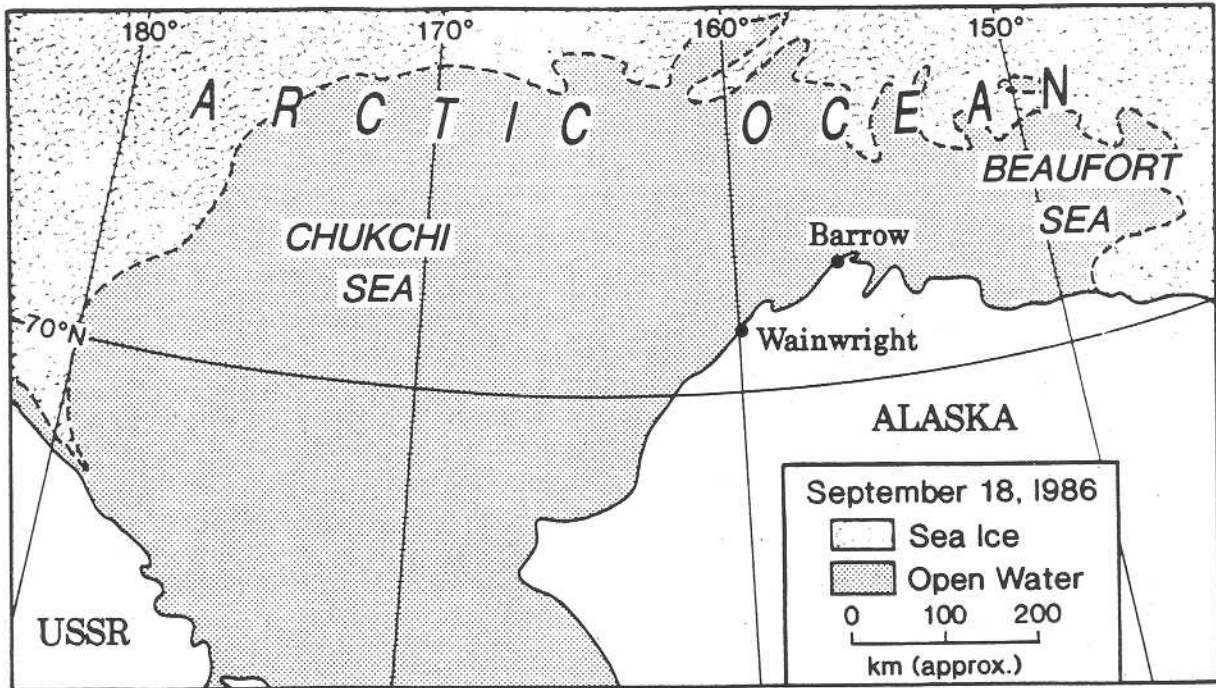 180° 170° 160° 150°
ARCTIC OCEAN
BEAUFORT
SEA
CHUKCHI
SEA
Barrow
70°N
Wainwright
ALASKA
September 18, 1986
Sea Ice
Open Water
0 100 200
km (approx.)
USSR